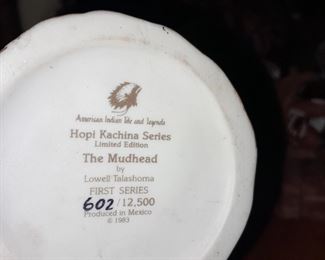 American Indian life and legends
Hopi Kachina Series
Limited Edition
The Mudhead
by
Lowell Talashoma
FIRST SERIES
602/12,500
Produced in Mexico
© 1983